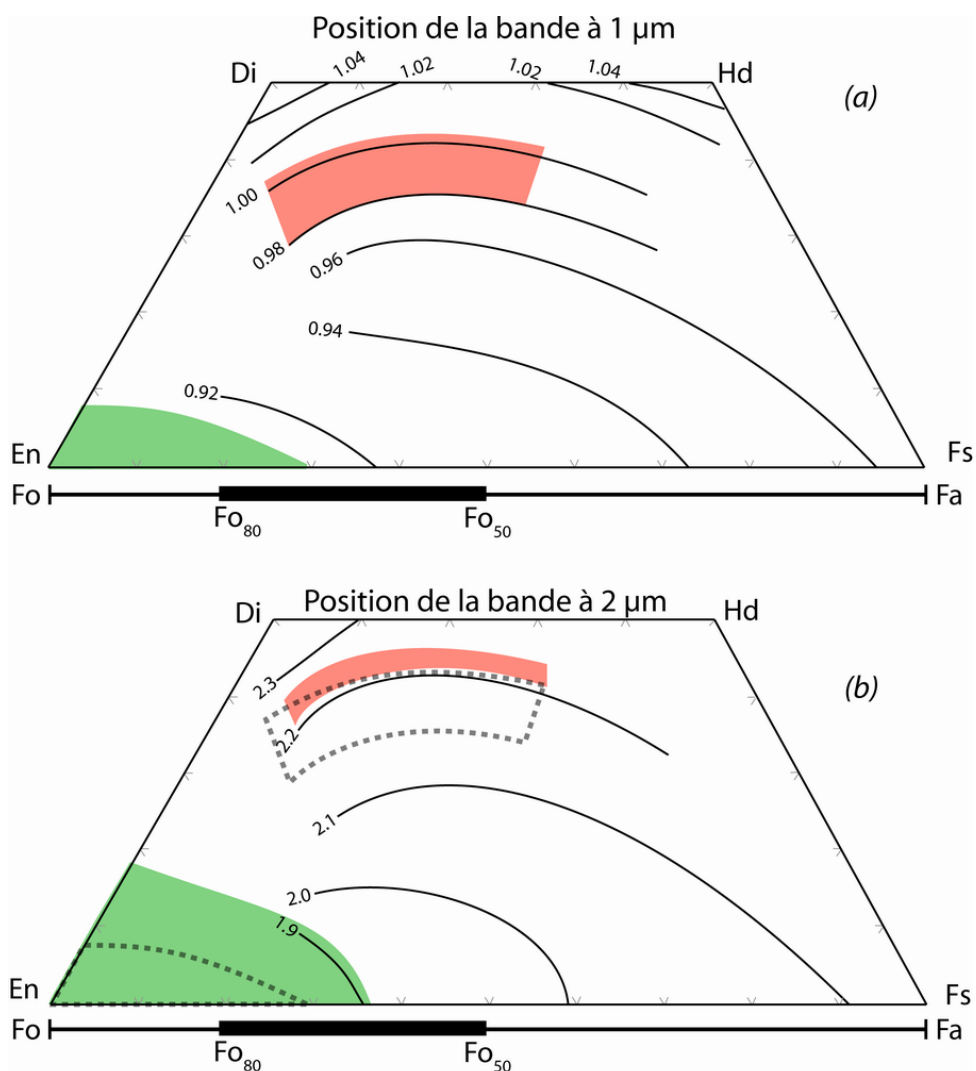 Position de la bande à 1 µm
Di
1.04
1.02
1.02
1.04
Hd
(a)
1.00
0.98
0.96
0.94
0.92
En
Fs
Fo
Fa
Fo80
Fo50
Position de la bande à 2 µm
Di
Hd
(b)
2.3
2.2
2.1
2.0
1.9
En
Fs
Fo
Fa
Fo80
Fo50